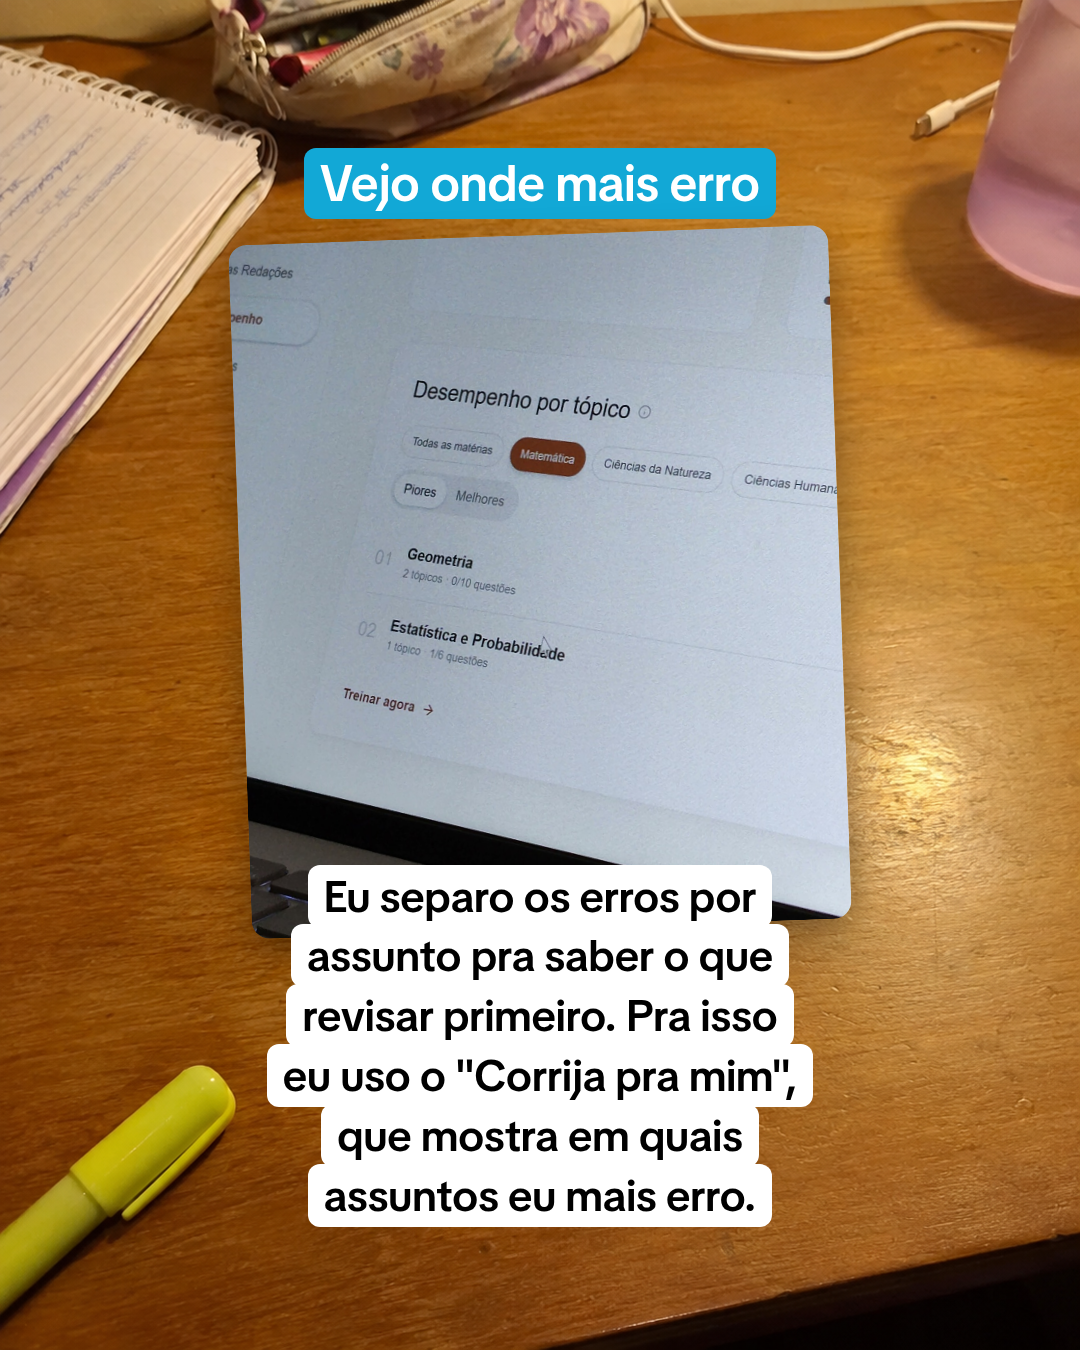 Vejo onde mais erro
as Redações
penho
s
Desempenho por tópico
Todas as matérias
Matemática
Ciências da Natureza
Ciências Humana
Piores
Melhores
01
Geometria
2 tópicos · 0/10 questões
02
Estatística e Probabilidade
1 tópico · 1/6 questões
Treinar agora →
Eu separo os erros por
assunto pra saber o que
revisar primeiro. Pra isso
eu uso o "Corrija pra mim",
que mostra em quais
assuntos eu mais erro.